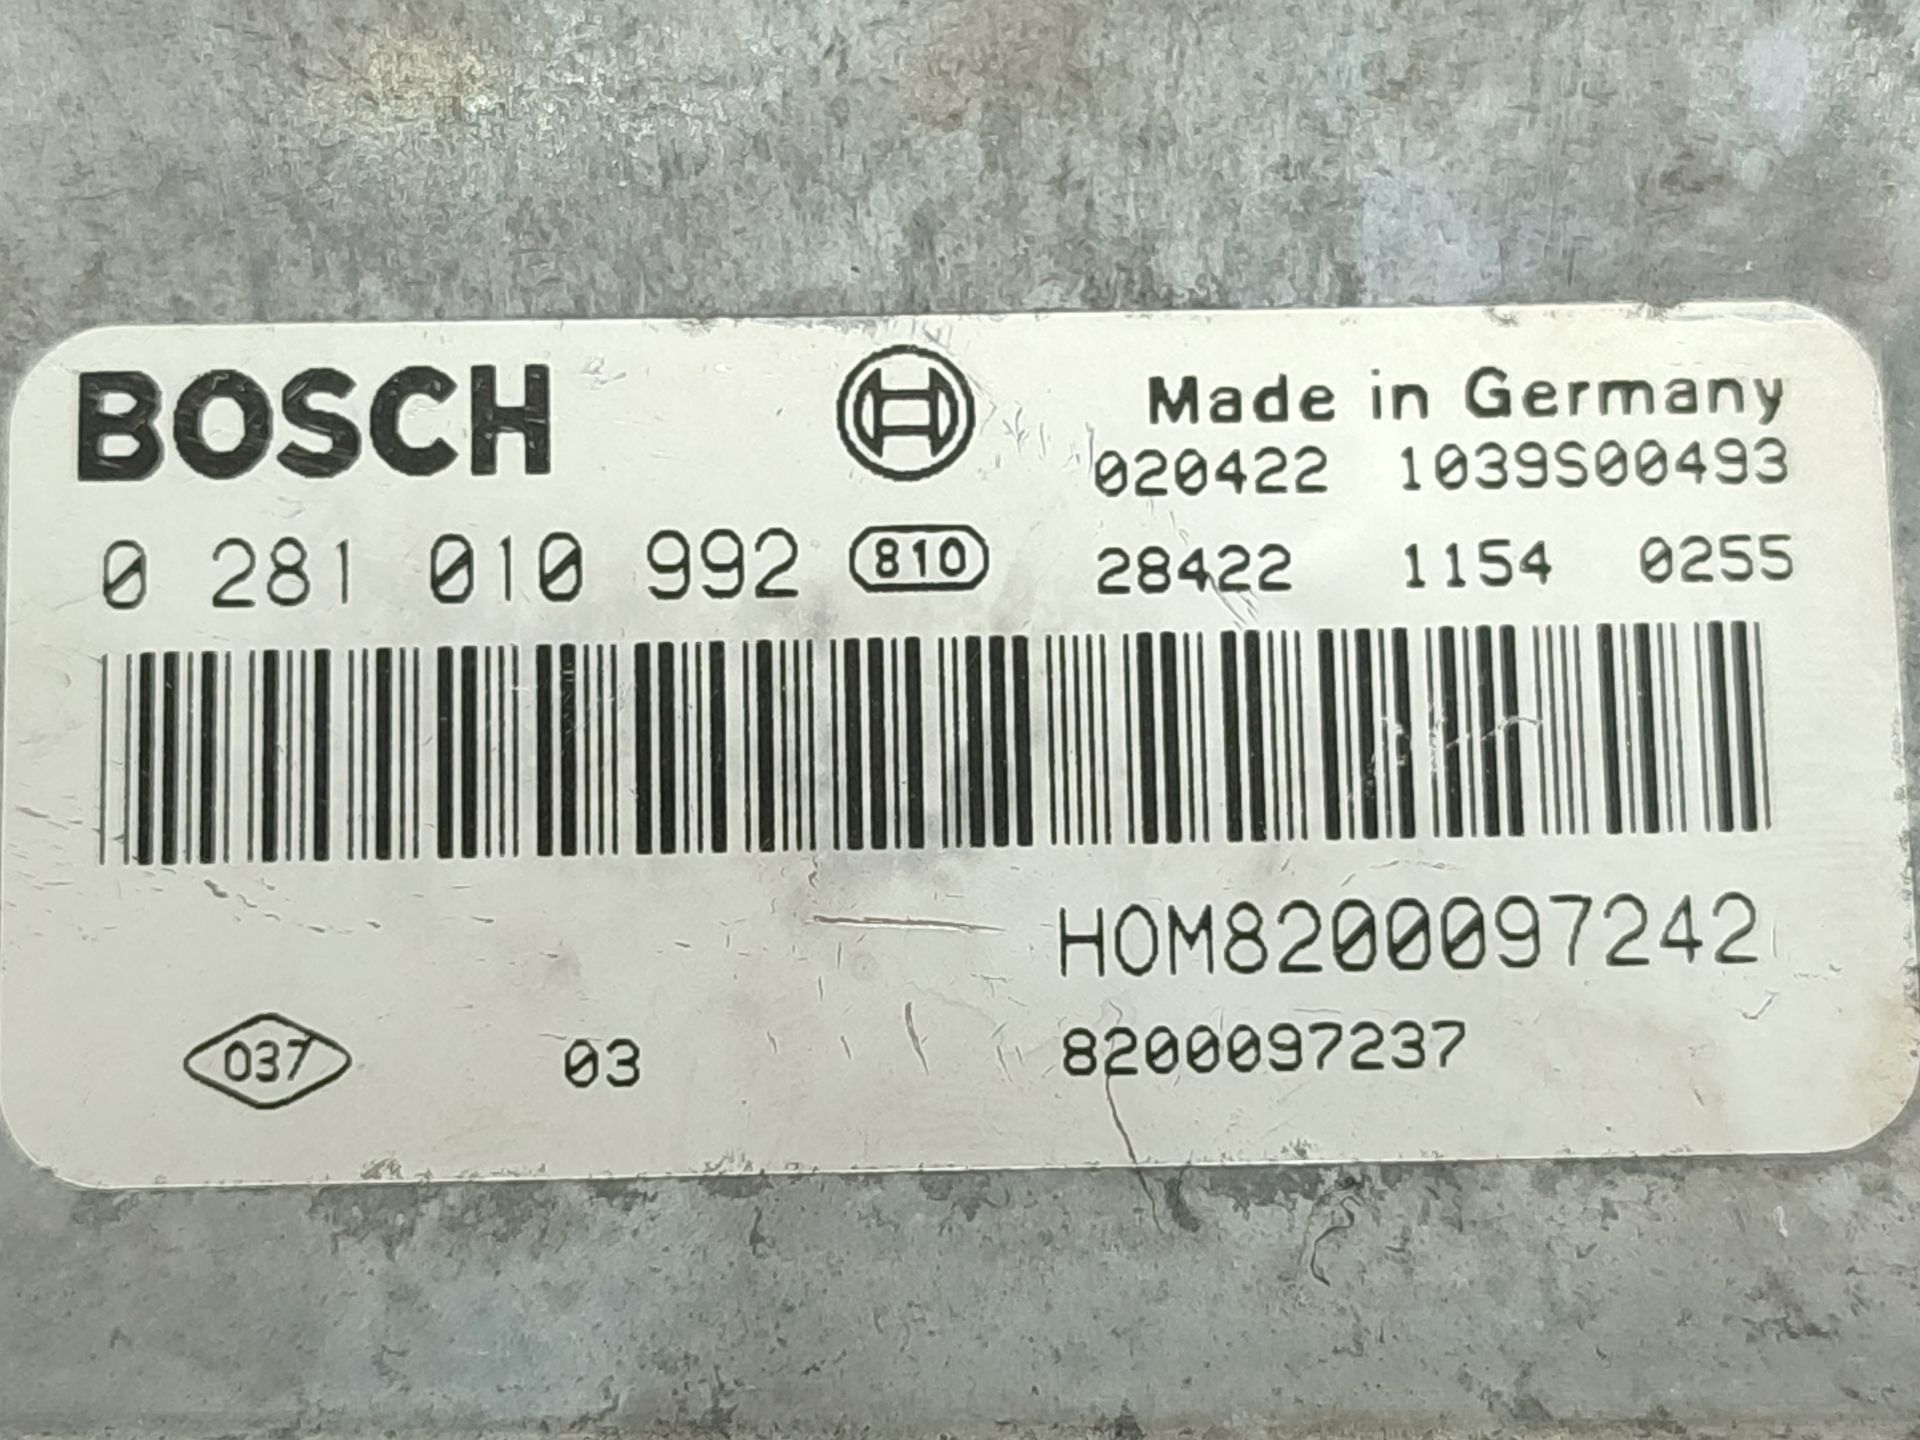 BOSCH Made in Germany
020422 1039S00493
0 281 010 992 810 28422 1154 0255
HOM8200097242
037 03 8200097237